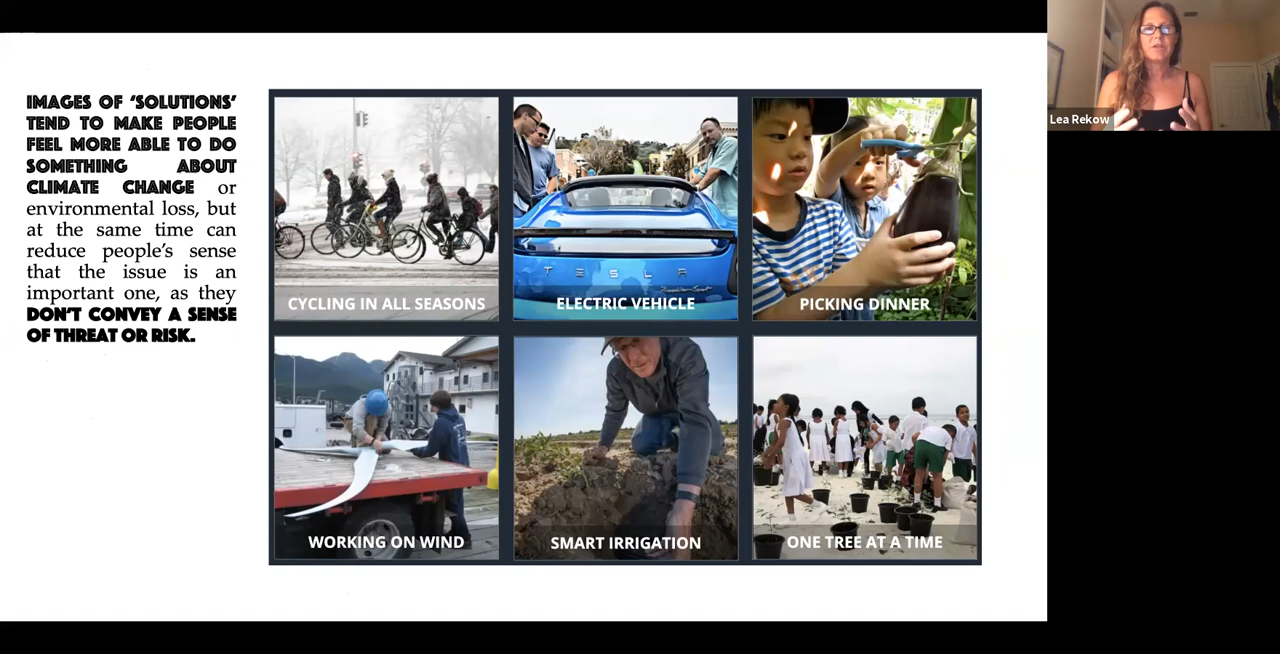 IMAGES OF ‘SOLUTIONS’
TEND TO MAKE PEOPLE
FEEL MORE ABLE TO DO
SOMETHING ABOUT
CLIMATE CHANGE or
environmental loss, but
at the same time can
reduce people’s sense
that the issue is an
important one, as they
DON’T CONVEY A SENSE
OF THREAT OR RISK.
CYCLING IN ALL SEASONS
TESLA
ELECTRIC VEHICLE
PICKING DINNER
WORKING ON WIND
SMART IRRIGATION
ONE TREE AT A TIME
Lea Rekow